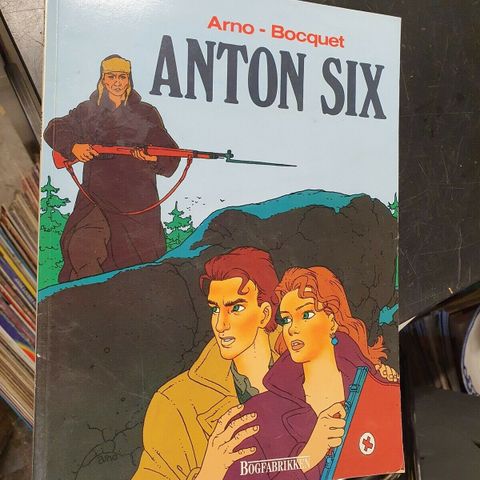 Arno - Bocquet
ANTON SIX
arno
BOGFABRIKKEN